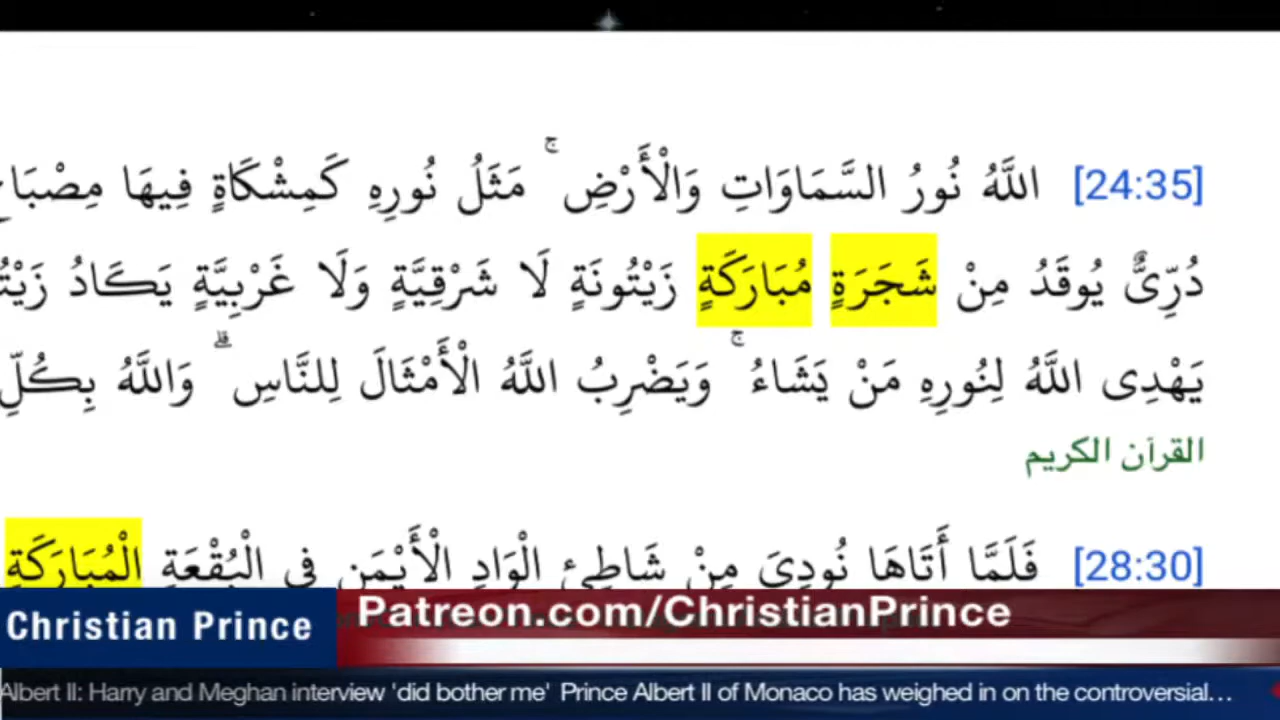 [24:35] اللَّهُ نُورُ السَّمَاوَاتِ وَالْأَرْضِ ۚ مَثَلُ نُورِهِ كَمِشْكَاةٍ فِيهَا
دُرِّيٌّ يُوقَدُ مِنْ شَجَرَةٍ مُبَارَكَةٍ زَيْتُونَةٍ لَا شَرْقِيَّةٍ وَلَا غَرْبِيَّةٍ يَكَادُ
يَهْدِى اللَّهُ لِنُورِهِ مَنْ يَشَاءُ ۚ وَيَضْرِبُ اللَّهُ الْأَمْثَالَ لِلنَّاسِ ۗ وَاللَّهُ بِكُلِّ
القرآن الكريم
[28:30] فَلَمَّا أَتَاهَا نُودِيَ مِنْ شَاطِئِ الْوَادِ الْأَيْمَنِ فِي الْبُقْعَةِ الْمُبَارَكَةِ
Patreon.com/ChristianPrince
Christian Prince
Albert II: Harry and Meghan interview 'did bother me' Prince Albert II of Monaco has weighed in on the controversial…